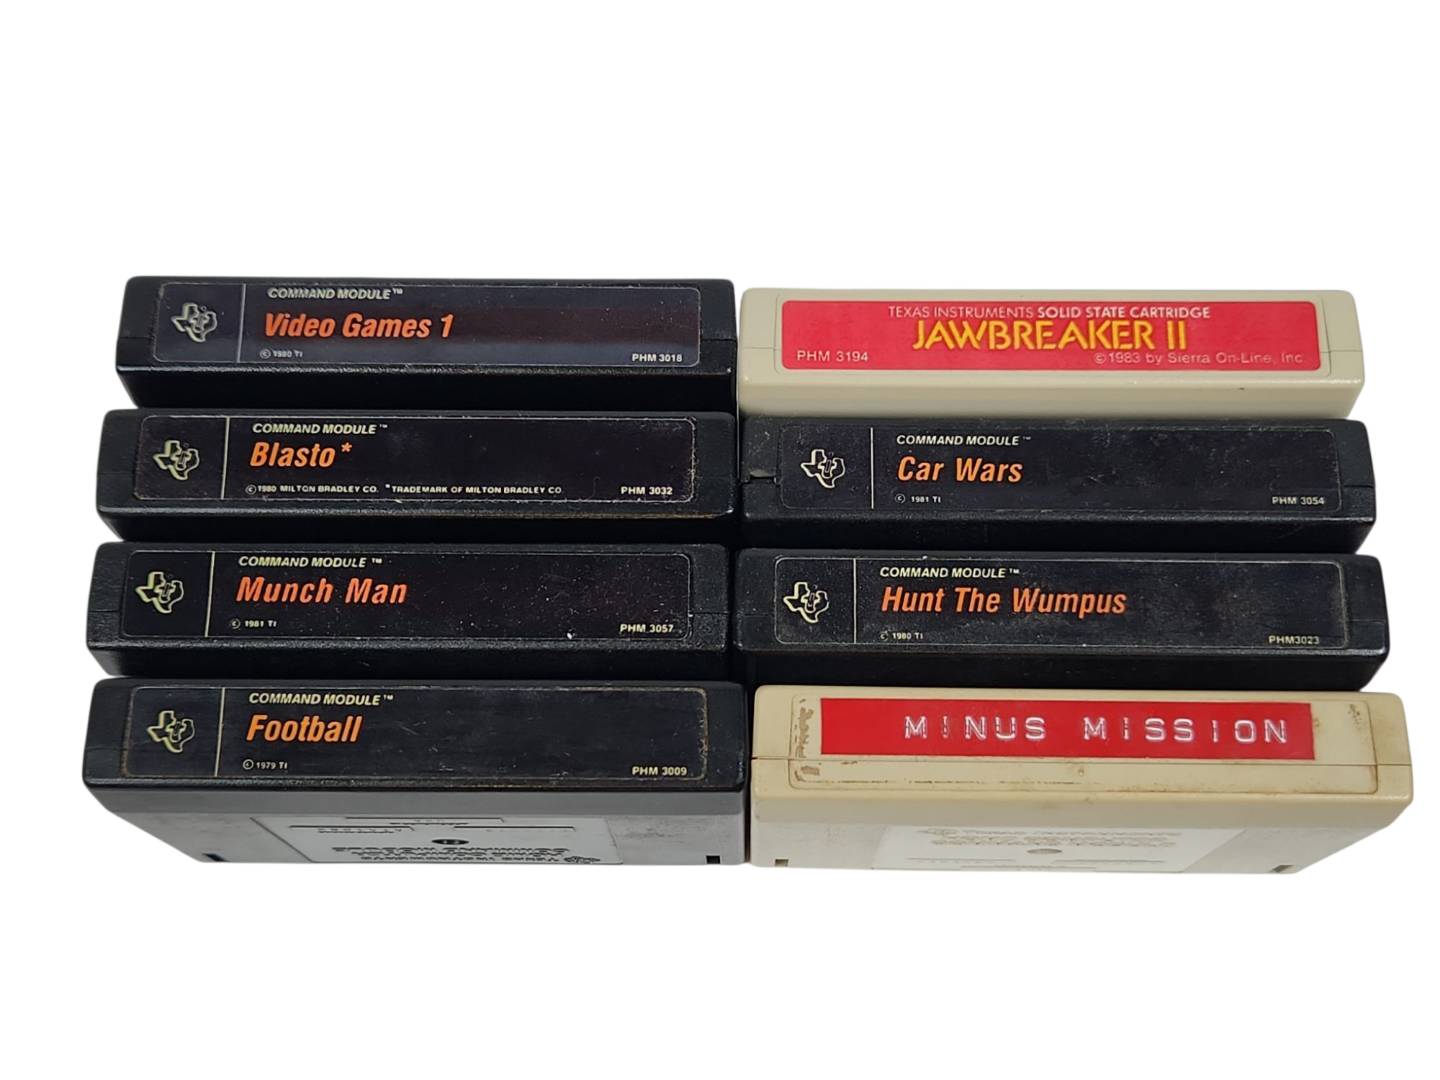 COMMAND MODULE™
Video Games 1
© 1980 TI
PHM 3018
TEXAS INSTRUMENTS SOLID STATE CARTRIDGE
JAWBREAKER II
PHM 3194
©1983 by Sierra On-Line, Inc.
COMMAND MODULE™
Blasto*
© 1980 MILTON BRADLEY CO. *TRADEMARK OF MILTON BRADLEY CO
PHM 3032
COMMAND MODULE™
Car Wars
© 1981 TI
PHM 3054
COMMAND MODULE™
Munch Man
© 1981 TI
PHM 3057
COMMAND MODULE™
Hunt The Wumpus
© 1980 TI
PHM3023
COMMAND MODULE™
Football
© 1979 TI
PHM 3009
MINUS MISSION